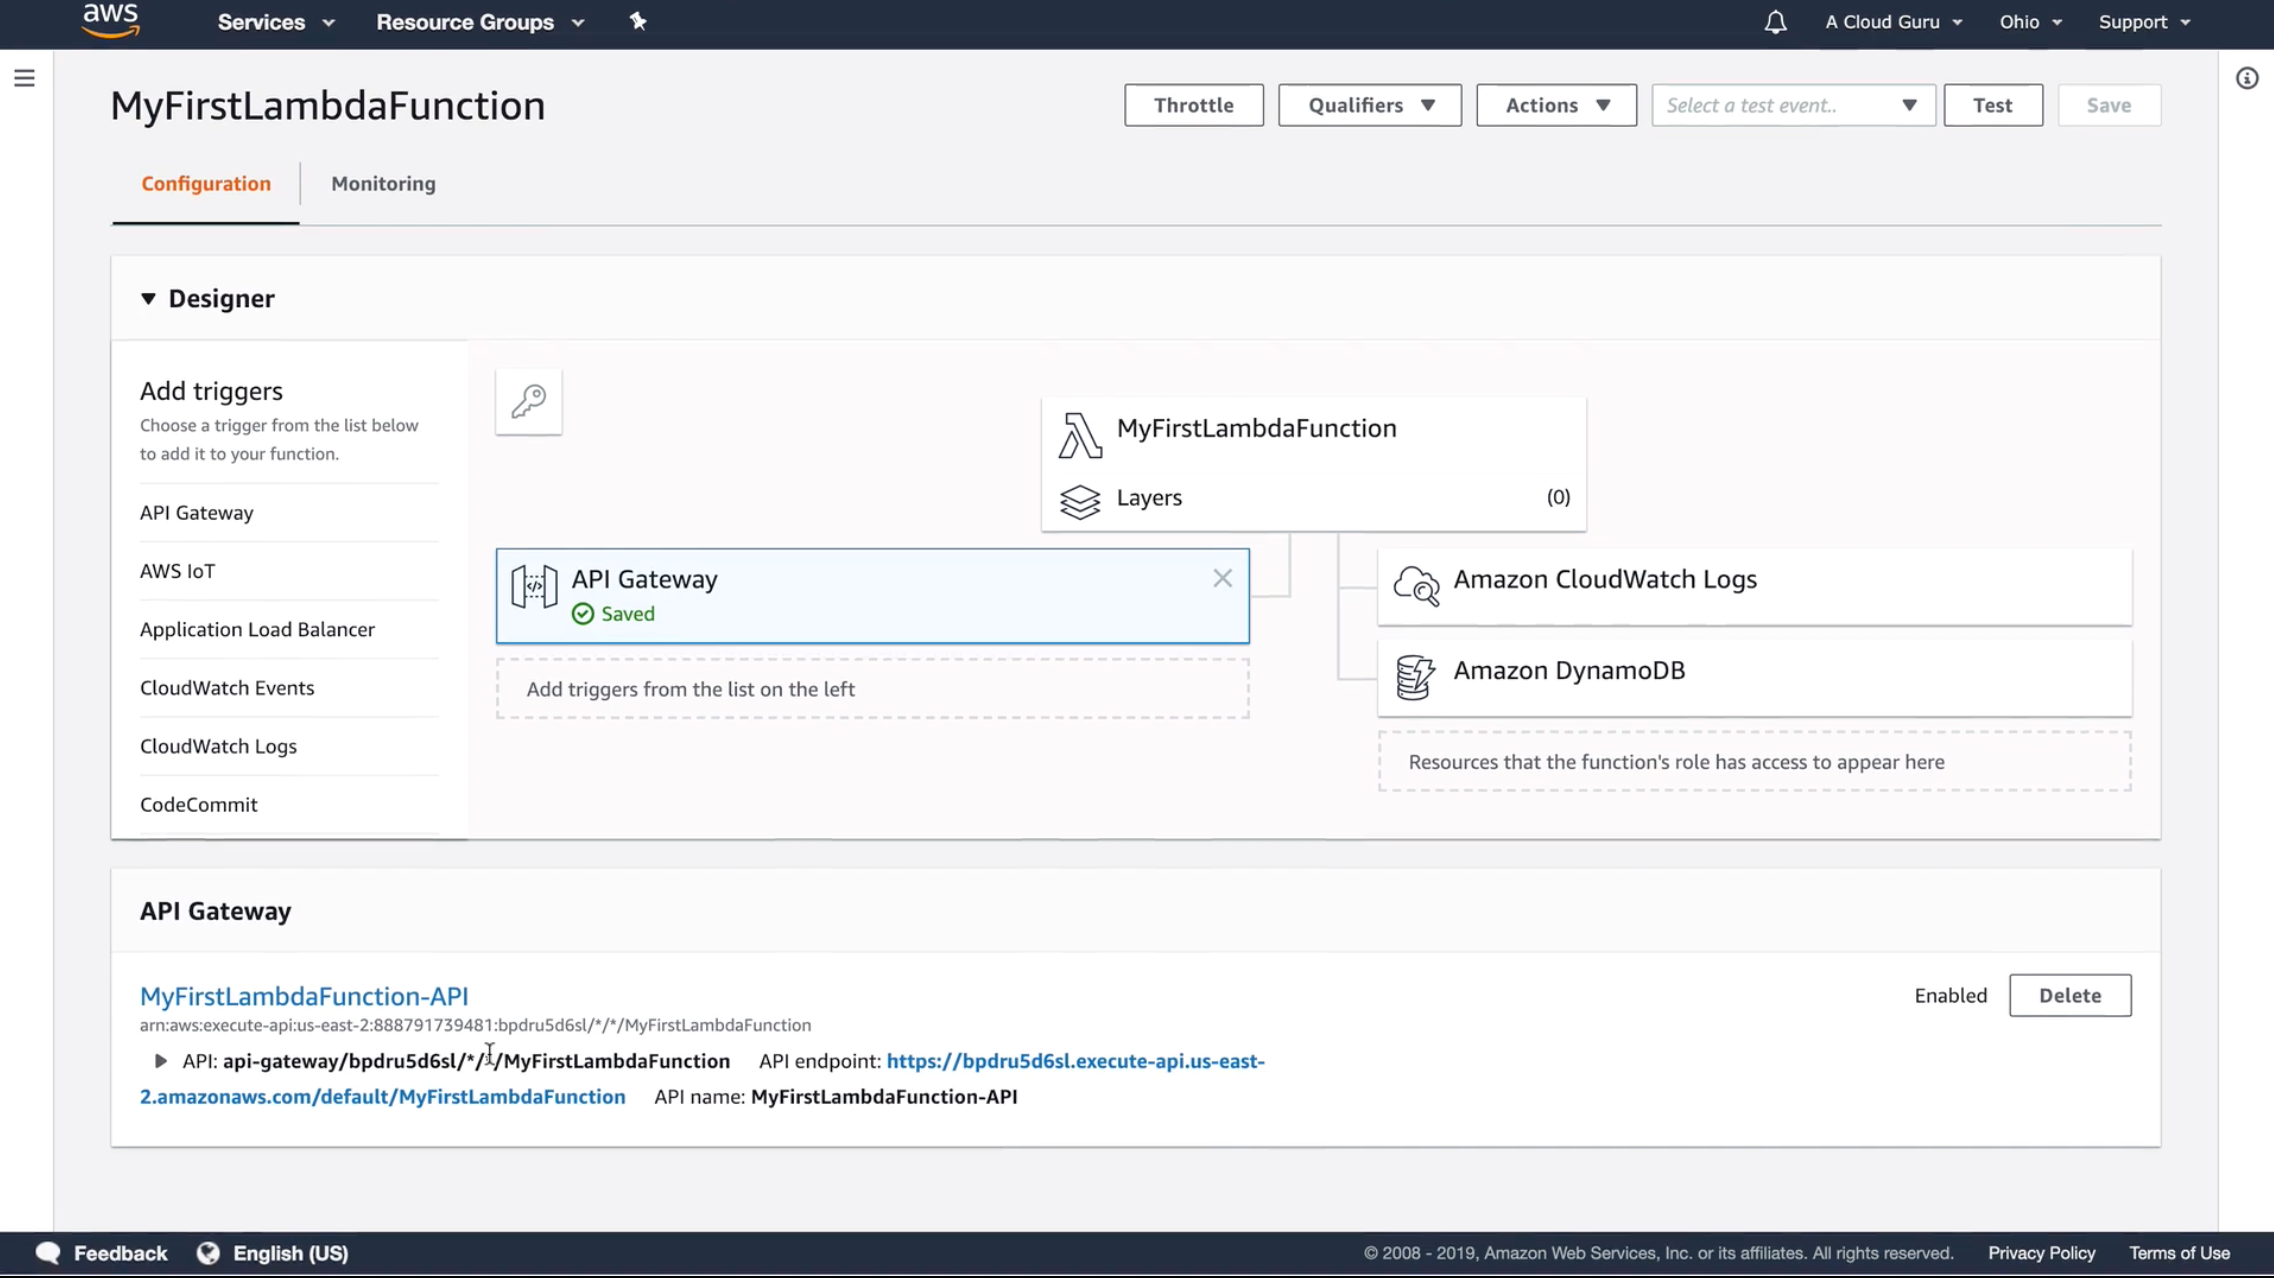 aws Services Resource Groups A Cloud Guru Ohio Support
MyFirstLambdaFunction
Throttle Qualifiers Actions Select a test event.. Test Save
Configuration Monitoring
Designer
Add triggers
Choose a trigger from the list below
to add it to your function.
API Gateway
AWS IoT
Application Load Balancer
CloudWatch Events
CloudWatch Logs
CodeCommit
MyFirstLambdaFunction
Layers (0)
API Gateway
Saved
Add triggers from the list on the left
Amazon CloudWatch Logs
Amazon DynamoDB
Resources that the function's role has access to appear here
API Gateway
MyFirstLambdaFunction-API Enabled Delete
arn:aws:execute-api:us-east-2:888791739481:bpdru5d6sl/*/*/MyFirstLambdaFunction
API: api-gateway/bpdru5d6sl/*/*/MyFirstLambdaFunction API endpoint: https://bpdru5d6sl.execute-api.us-east-
2.amazonaws.com/default/MyFirstLambdaFunction API name: MyFirstLambdaFunction-API
Feedback English (US) © 2008 - 2019, Amazon Web Services, Inc. or its affiliates. All rights reserved. Privacy Policy Terms of Use